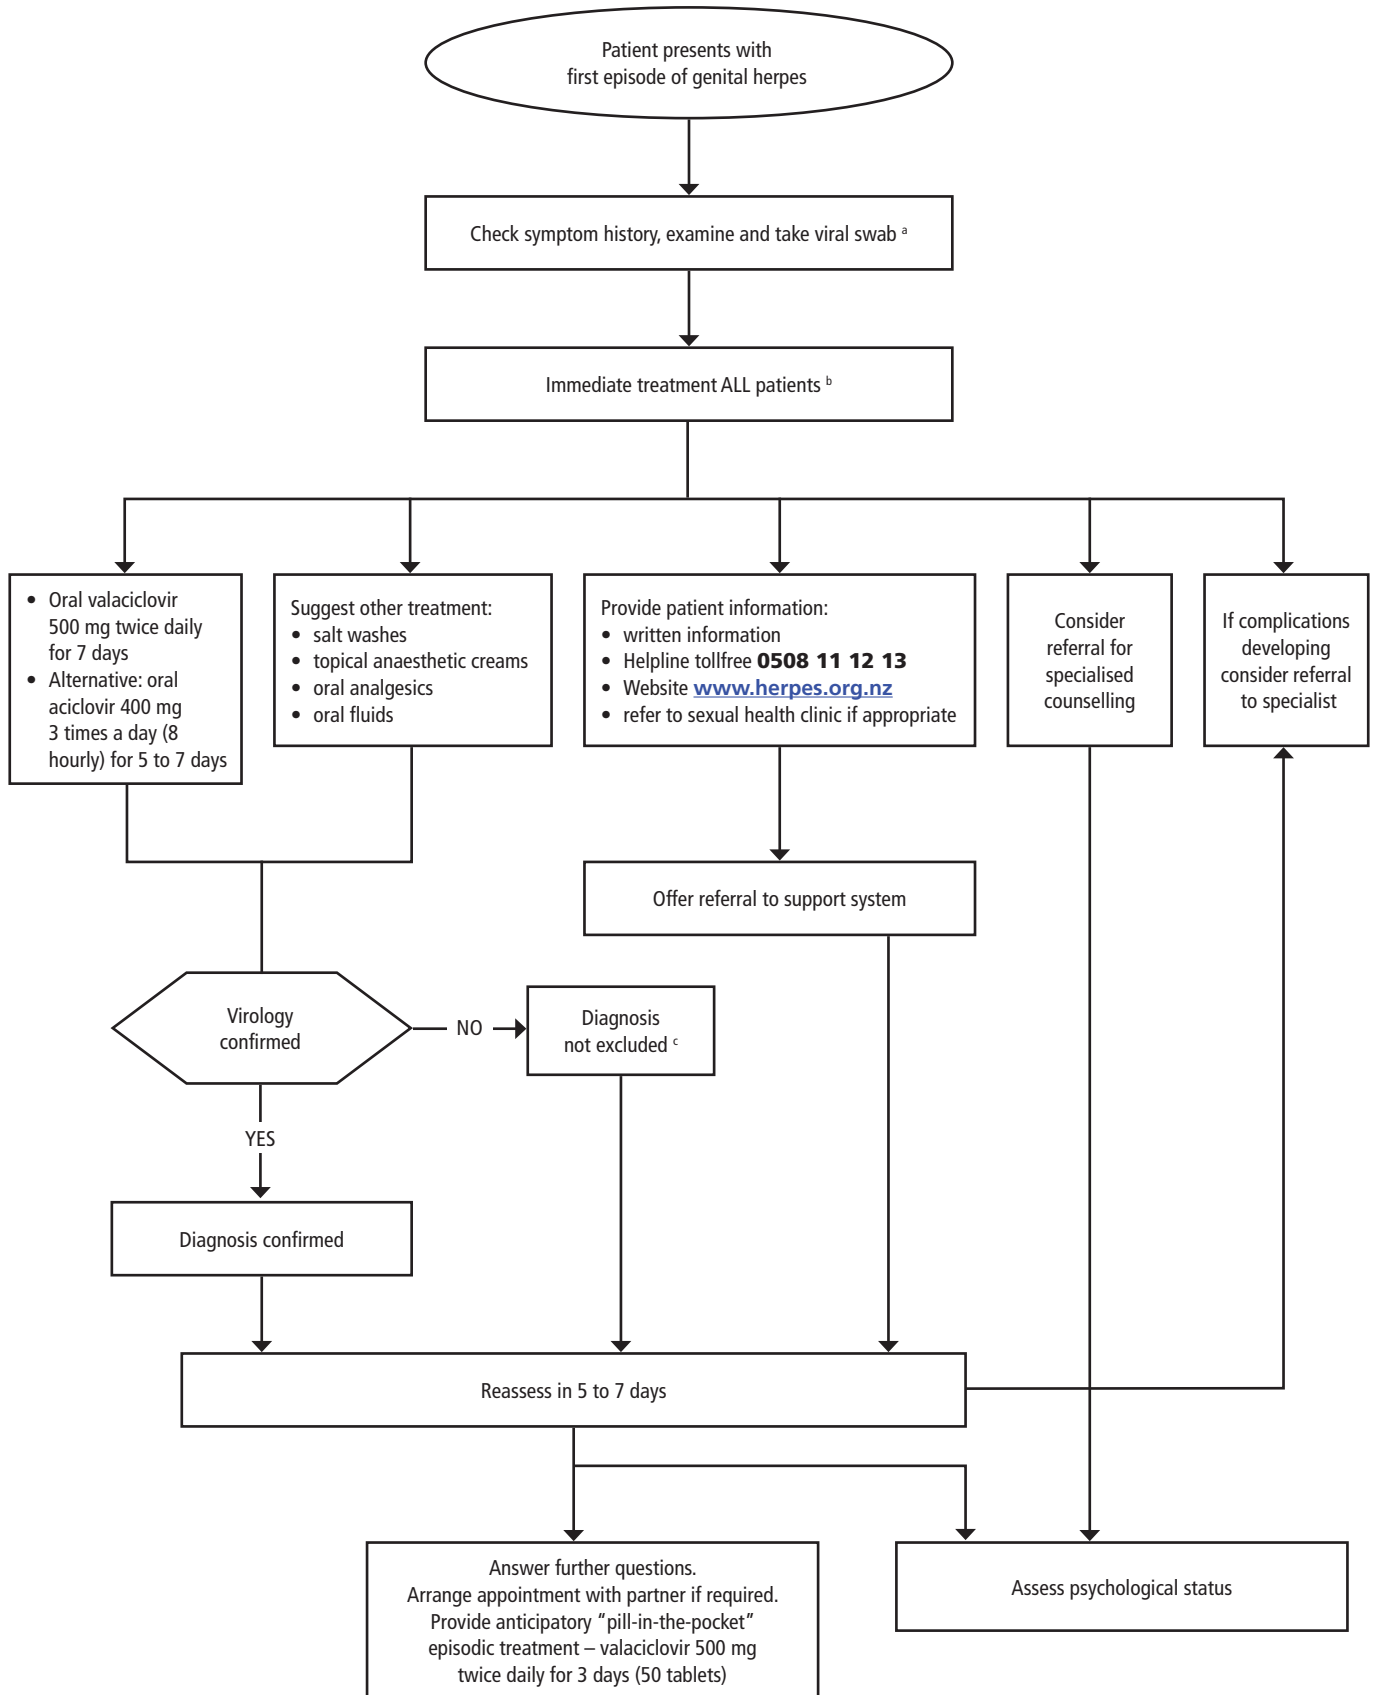 Patient presents with
first episode of genital herpes
Check symptom history, examine and take viral swab a
Immediate treatment ALL patients b
• Oral valaciclovir
500 mg twice daily
for 7 days
• Alternative: oral
aciclovir 400 mg
3 times a day (8
hourly) for 5 to 7 days
Suggest other treatment:
• salt washes
• topical anaesthetic creams
• oral analgesics
• oral fluids
Provide patient information:
• written information
• Helpline tollfree 0508 11 12 13
• Website www.herpes.org.nz
• refer to sexual health clinic if appropriate
Consider
referral for
specialised
counselling
If complications
developing
consider referral
to specialist
Offer referral to support system
Virology
confirmed
NO
Diagnosis
not excluded c
YES
Diagnosis confirmed
Reassess in 5 to 7 days
Answer further questions.
Arrange appointment with partner if required.
Provide anticipatory “pill-in-the-pocket”
episodic treatment – valaciclovir 500 mg
twice daily for 3 days (50 tablets)
Assess psychological status